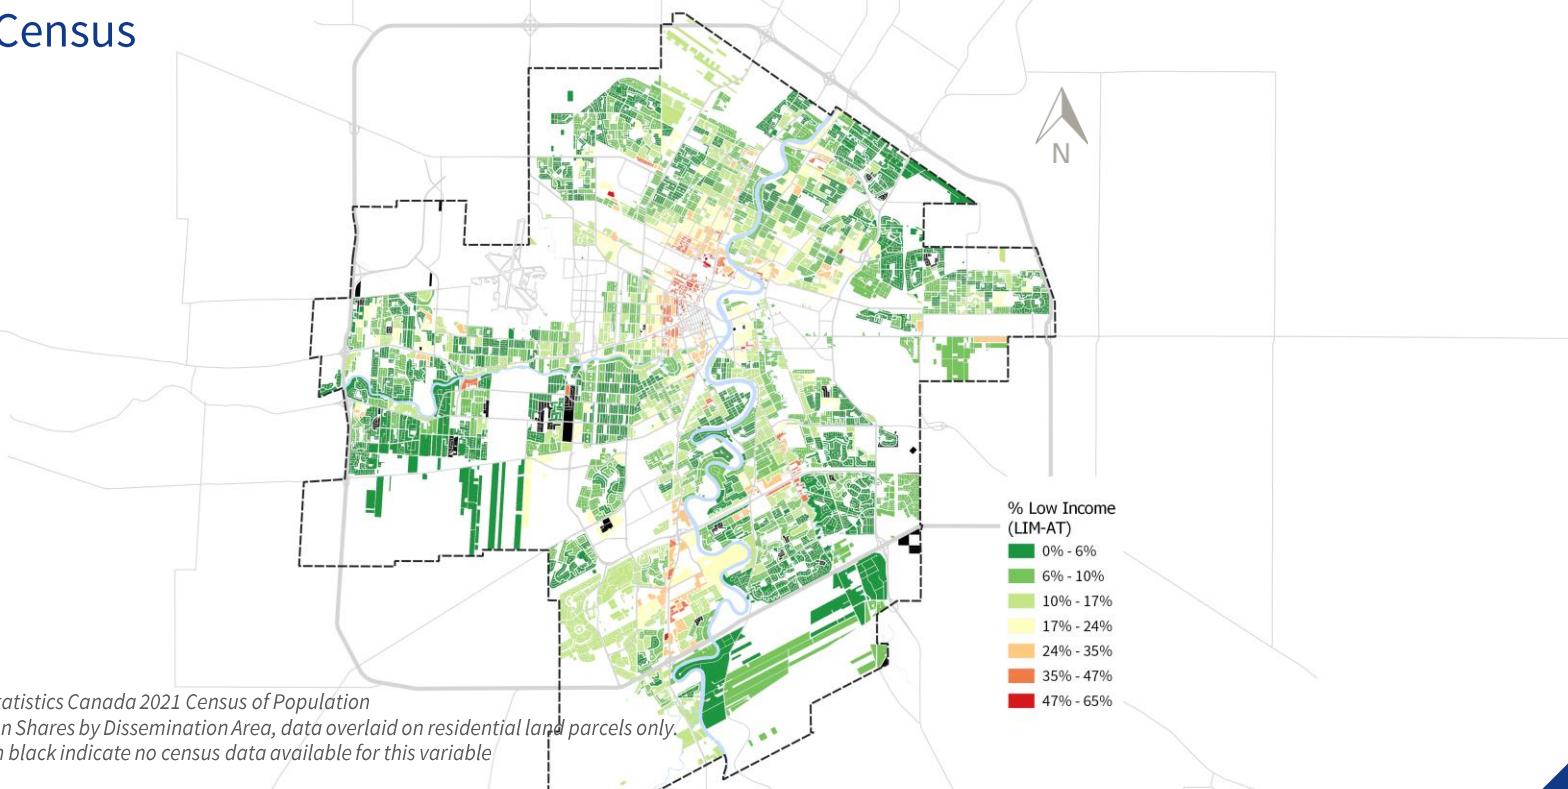 Census
N
% Low Income
(LIM-AT)
0% - 6%
6% - 10%
10% - 17%
17% - 24%
24% - 35%
35% - 47%
47% - 65%
tatistics Canada 2021 Census of Population
n Shares by Dissemination Area, data overlaid on residential land parcels only.
n black indicate no census data available for this variable